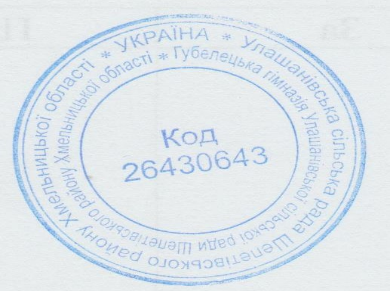 * УКРАЇНА * Улашанівська сільська рада Шепетівського району Хмельницької області
* Губелецька гімназія Улашанівської сільської ради Шепетівського району Хмельницької області
Код
26430643